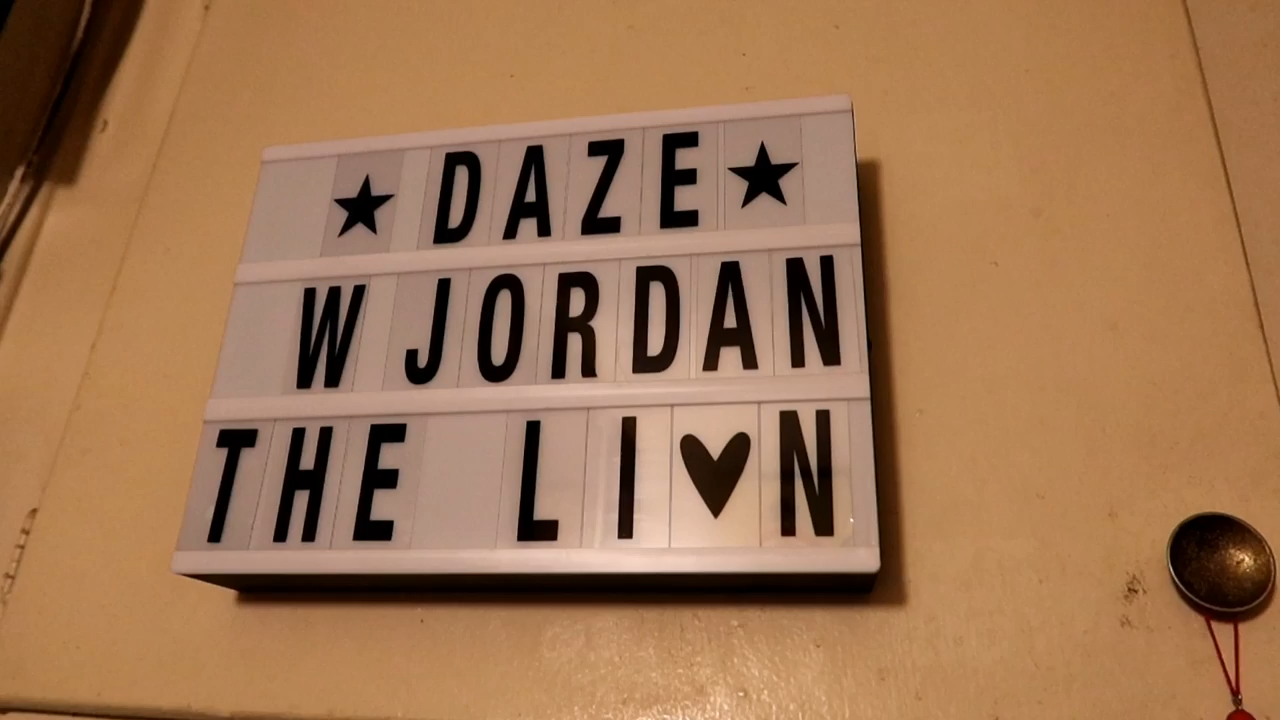 ★ DAZE ★
W JORDAN
THE LI♥N